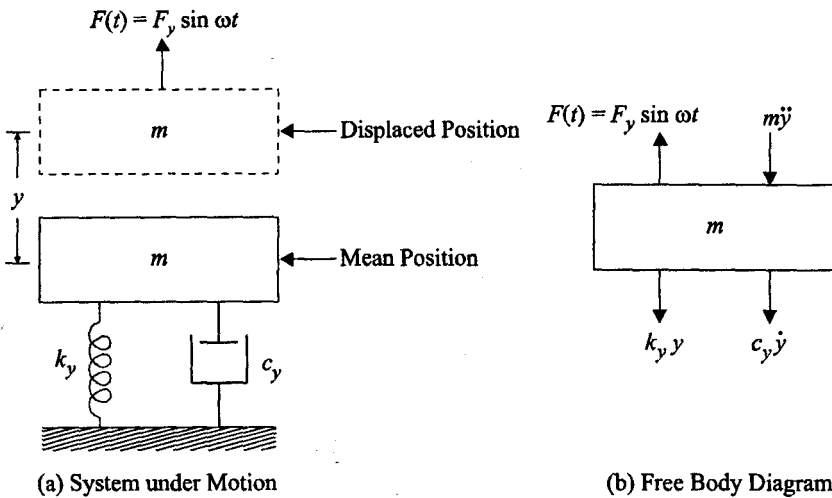 F(t) = F_y sin ωt
m
Displaced Position
y
m
Mean Position
k_y
c_y
(a) System under Motion
F(t) = F_y sin ωt
mÿ
m
k_y y
c_y ẏ
(b) Free Body Diagram